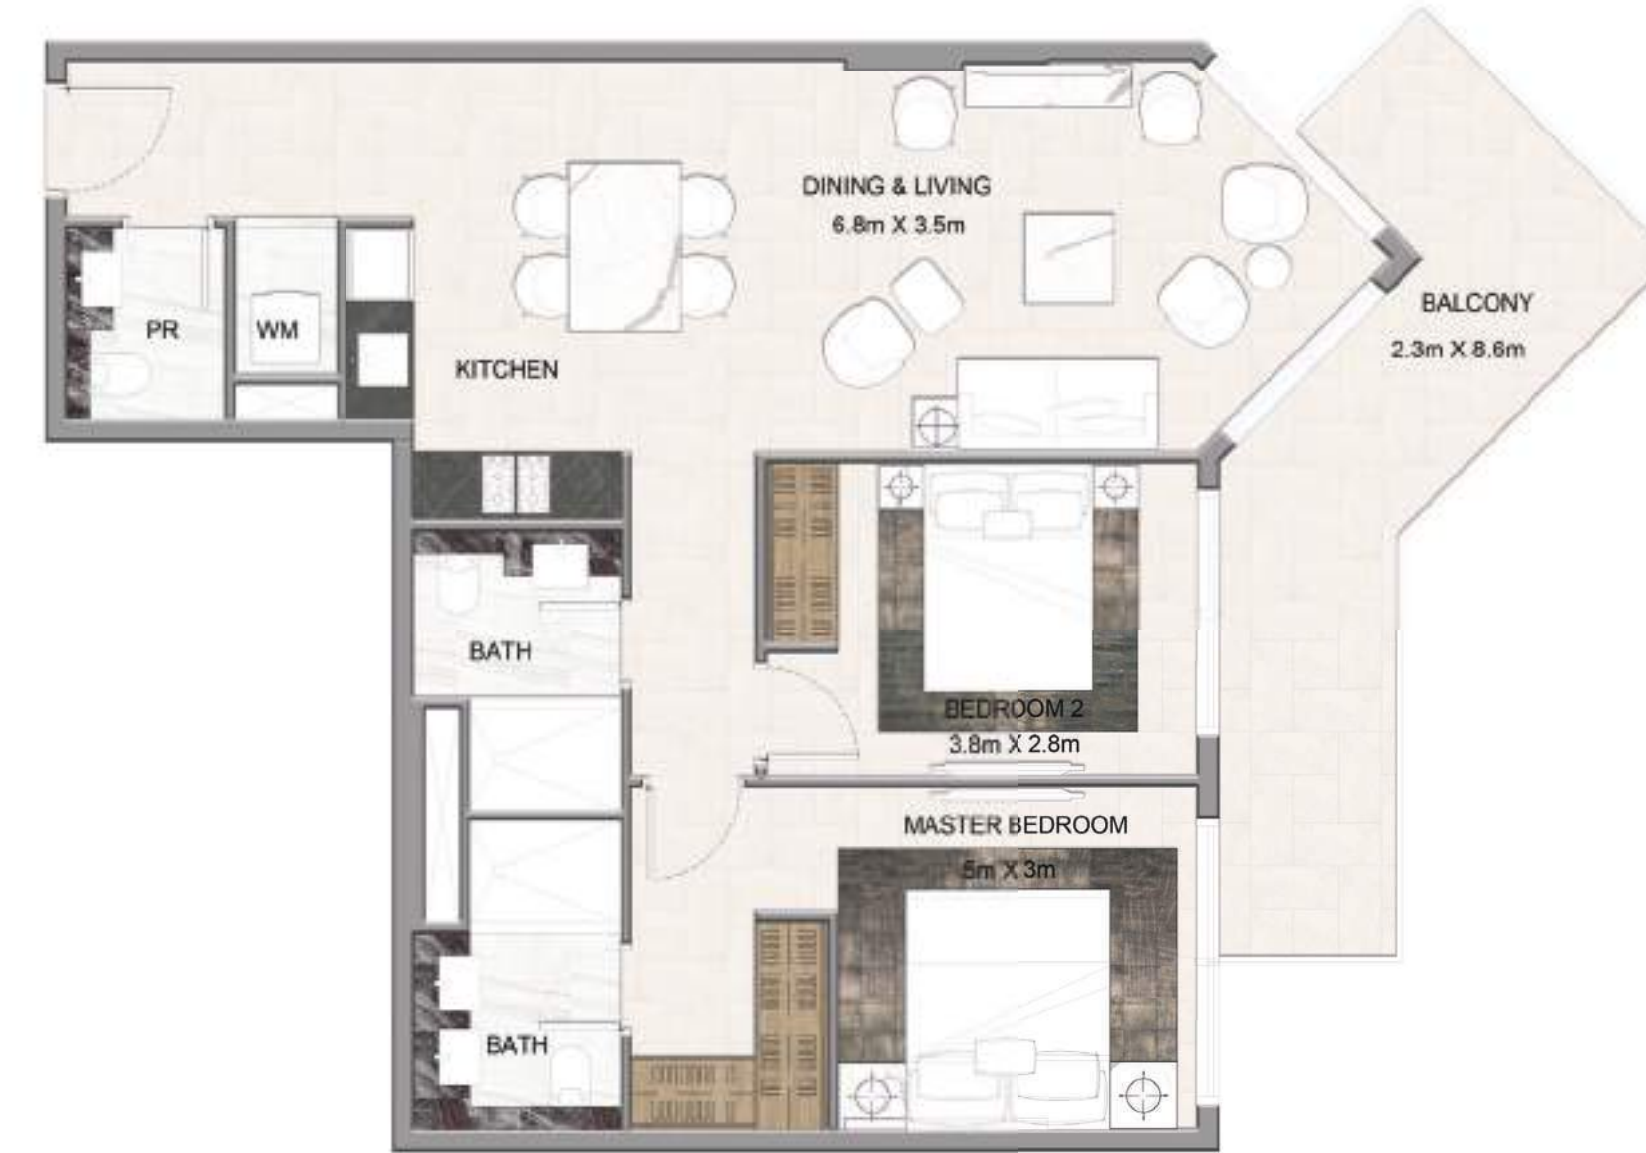 DINING & LIVING
6.8m X 3.5m
BALCONY
2.3m X 8.6m
PR
WM
KITCHEN
BATH
BEDROOM 2
3.8m X 2.8m
MASTER BEDROOM
5m X 3m
BATH